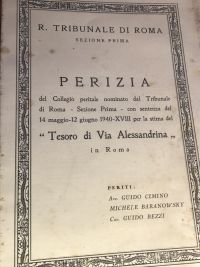 R. TRIBUNALE DI ROMA
SEZIONE PRIMA
PERIZIA
del Collegio peritale nominato dal Tribunale
di Roma - Sezione Prima - con sentenza del
14 maggio-12 giugno 1940-XVIII per la stima del
“ Tesoro di Via Alessandrina „
in Roma
PERITI:
Avv. GUIDO CIMINO
MICHELE BARANOWSKY
Cav. GUIDO BEZZI